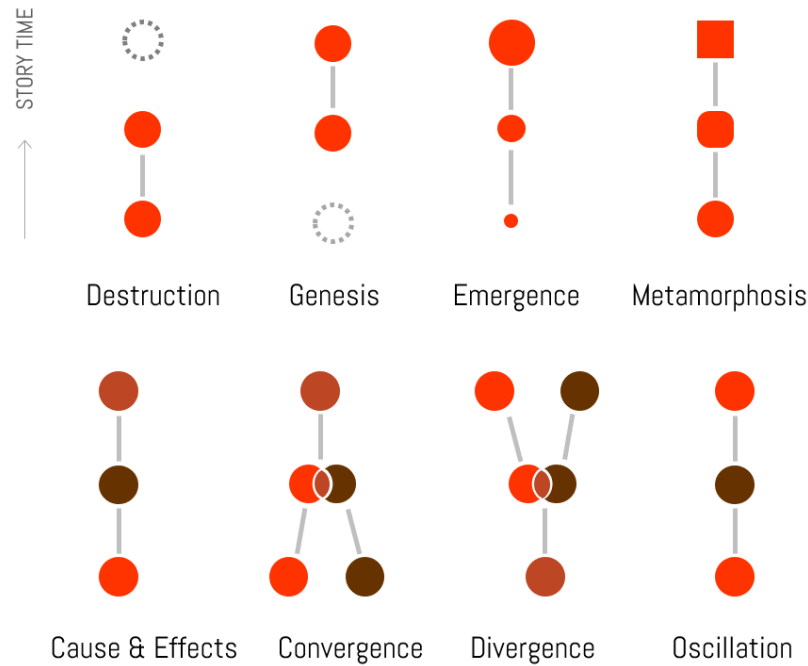 STORY TIME
Destruction
Genesis
Emergence
Metamorphosis
Cause & Effects
Convergence
Divergence
Oscillation